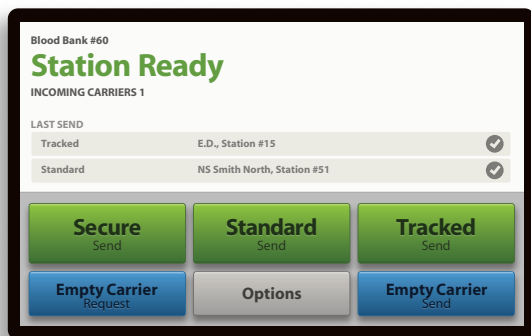 Blood Bank #60
Station Ready
INCOMING CARRIERS 1
LAST SEND
Tracked E.D., Station #15
Standard NS Smith North, Station #51
Secure Standard Tracked
Send Send Send
Empty Carrier Options Empty Carrier
Request Send